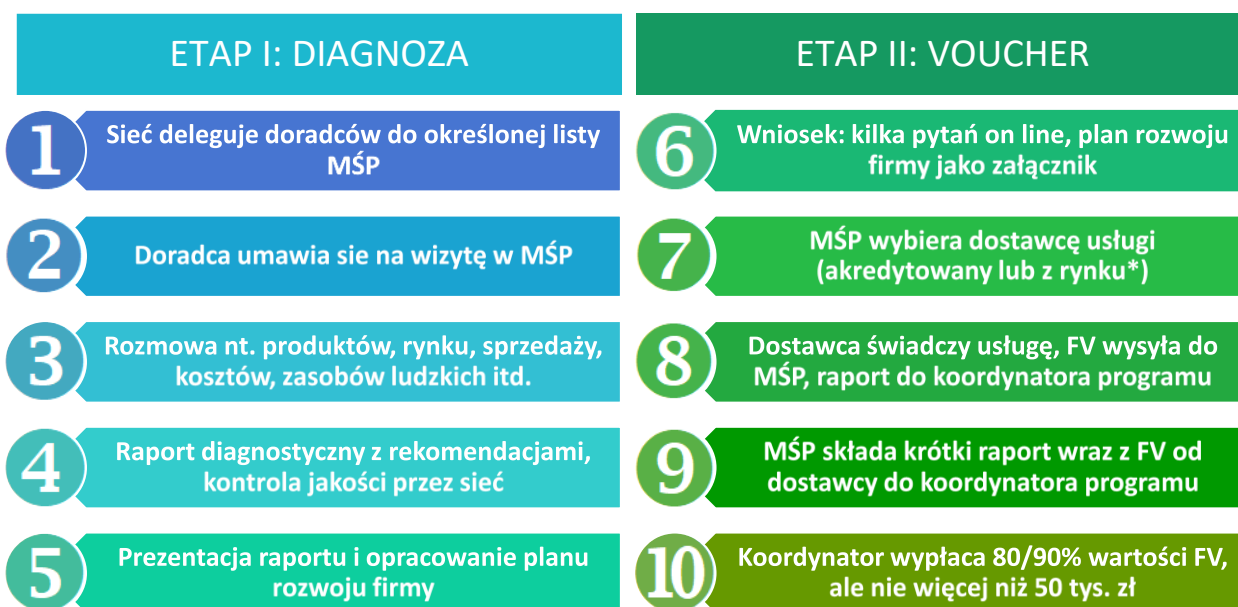 ETAP I: DIAGNOZA
1
Sieć deleguje doradców do określonej listy
MŚP
2
Doradca umawia sie na wizytę w MŚP
3
Rozmowa nt. produktów, rynku, sprzedaży,
kosztów, zasobów ludzkich itd.
4
Raport diagnostyczny z rekomendacjami,
kontrola jakości przez sieć
5
Prezentacja raportu i opracowanie planu
rozwoju firmy
ETAP II: VOUCHER
6
Wniosek: kilka pytań on line, plan rozwoju
firmy jako załącznik
7
MŚP wybiera dostawcę usługi
(akredytowany lub z rynku*)
8
Dostawca świadczy usługę, FV wysyła do
MŚP, raport do koordynatora programu
9
MŚP składa krótki raport wraz z FV od
dostawcy do koordynatora programu
10
Koordynator wypłaca 80/90% wartości FV,
ale nie więcej niż 50 tys. zł